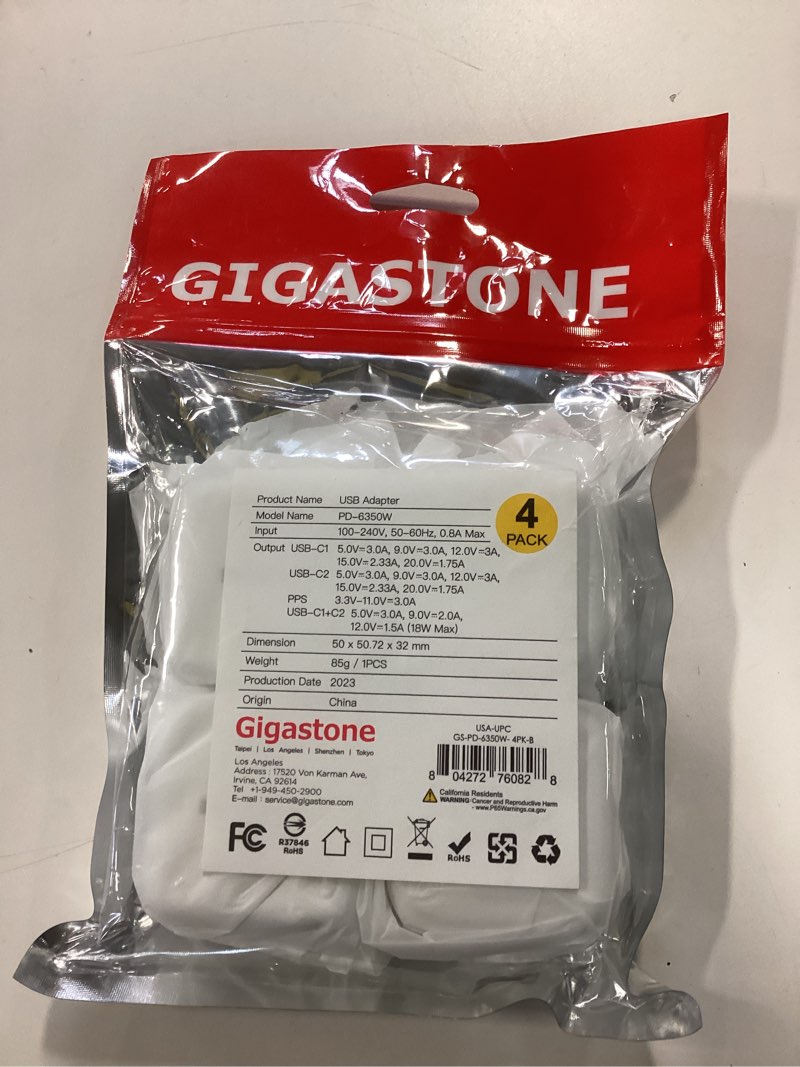 GIGASTONE
Product Name USB Adapter
Model Name PD-6350W
Input 100-240V, 50-60Hz, 0.8A Max
4
PACK
Output USB-C1 5.0V=3.0A, 9.0V=3.0A, 12.0V=3A,
15.0V=2.33A, 20.0V=1.75A
USB-C2 5.0V=3.0A, 9.0V=3.0A, 12.0V=3A,
15.0V=2.33A, 20.0V=1.75A
PPS 3.3V-11.0V=3.0A
USB-C1+C2 5.0V=3.0A, 9.0V=2.0A,
12.0V=1.5A (18W Max)
Dimension 50 x 50.72 x 32 mm
Weight 85g / 1PCS
Production Date 2023
Origin China
Gigastone
Taipei | Los Angeles | Shenzhen | Tokyo
Los Angeles
Address : 17520 Von Karman Ave,
Irvine, CA 92614
Tel +1-949-450-2900
E-mail : service@gigastone.com
USA-UPC
GS-PD-6350W- 4PK-B
8 04272 76082 8
California Residents
WARNING: Cancer and Reproductive Harm
- www.P65Warnings.ca.gov
FC
R37846
RoHS
RoHS